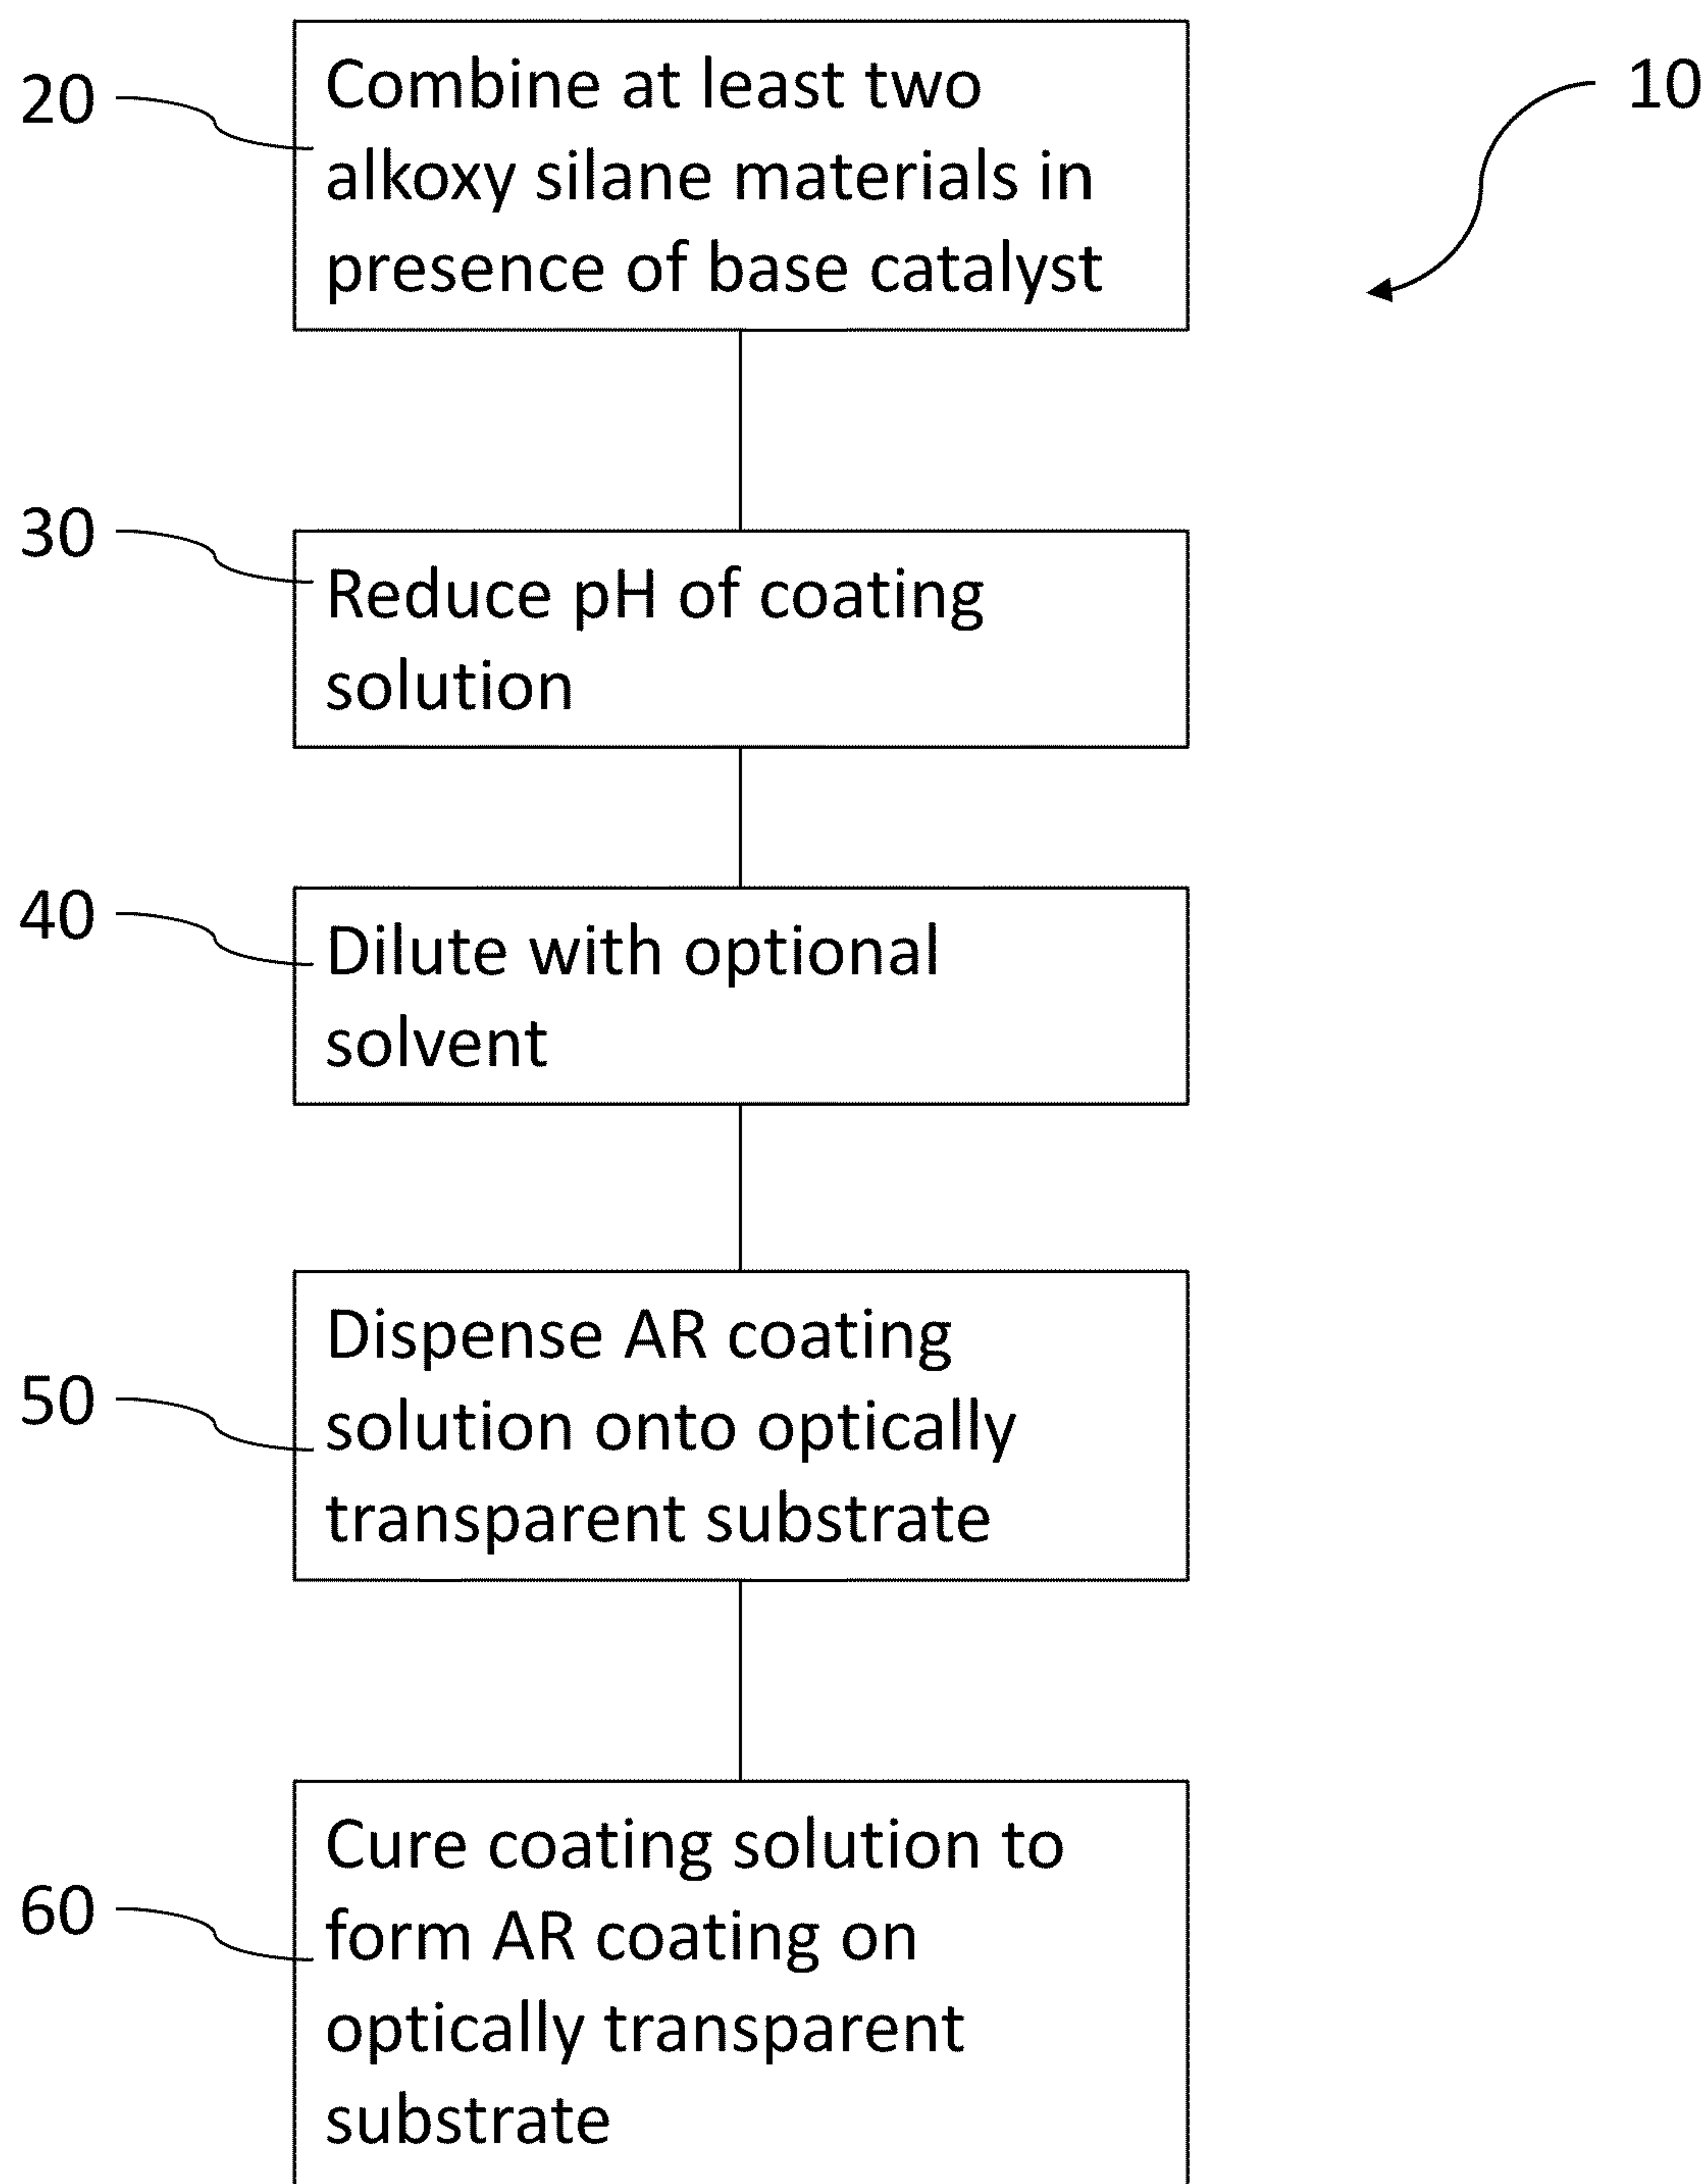 20
Combine at least two
alkoxy silane materials in
presence of base catalyst
10
30
Reduce pH of coating
solution
40
Dilute with optional
solvent
50
Dispense AR coating
solution onto optically
transparent substrate
60
Cure coating solution to
form AR coating on
optically transparent
substrate